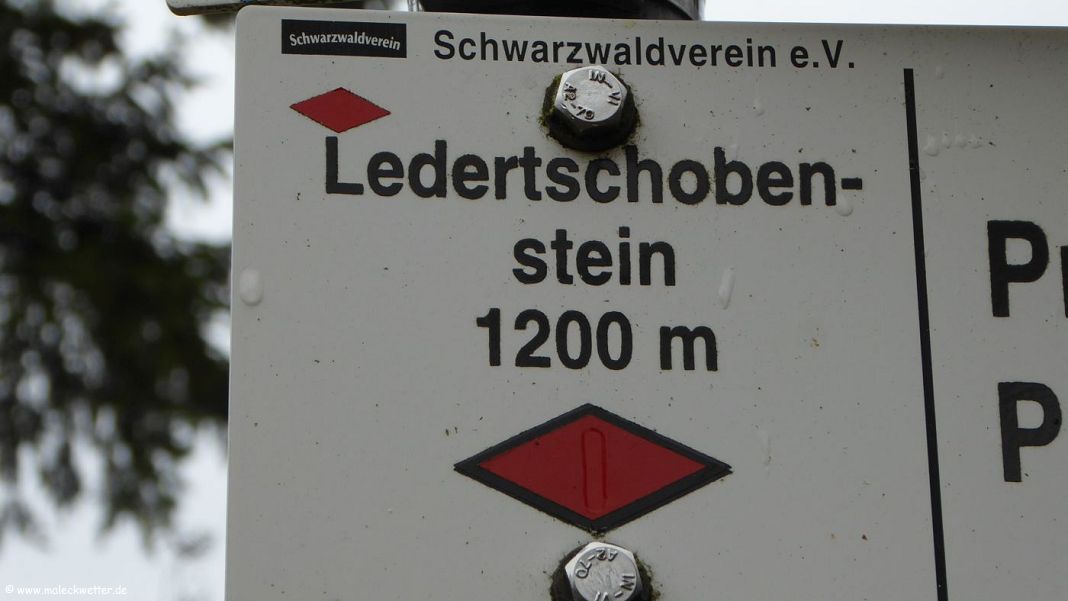 Schwarzwaldverein
Schwarzwaldverein e.V.
Ledertschoben-
stein
1200 m
P
© www.maleckwetter.de